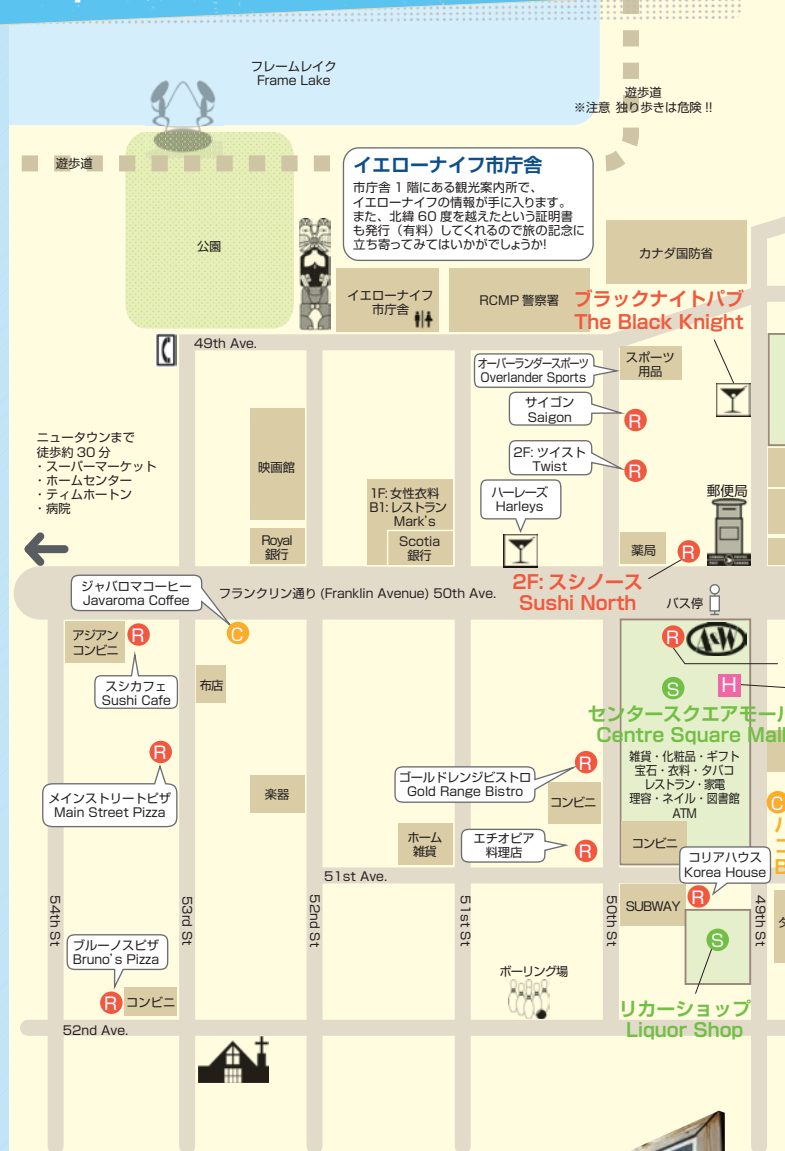 フレームレイク
Frame Lake
遊歩道
※注意 独り歩きは危険 !!
遊歩道
公園
イエローナイフ市庁舎
市庁舎 1 階にある観光案内所で、
イエローナイフの情報が手に入ります。
また、北緯 60 度を越えたという証明書
も発行（有料）してくれるので旅の記念に
立ち寄ってみてはいかがでしょうか!
カナダ国防省
イエローナイフ
市庁舎
RCMP 警察署
ブラックナイトパブ
The Black Knight
49th Ave.
オーバーランダースポーツ
Overlander Sports
スポーツ
用品
サイゴン
Saigon
R
2F: ツイスト
Twist
R
ニュータウンまで
徒歩約 30 分
・スーパーマーケット
・ホームセンター
・ティムホートン
・病院
映画館
1F: 女性衣料
B1: レストラン
Mark's
ハーレーズ
Harleys
郵便局
Royal
銀行
Scotia
銀行
薬局
R
2F: スシノース
Sushi North
ジャバロマコーヒー
Javaroma Coffee
フランクリン通り (Franklin Avenue) 50th Ave.
バス停
アジアン
コンビニ
R
C
R
A&W
スシカフェ
Sushi Cafe
布店
S
H
センタースクエアモール
Centre Square Mall
雑貨・化粧品・ギフト
宝石・衣料・タバコ
レストラン・家電
理容・ネイル・図書館
ATM
R
メインストリートピザ
Main Street Pizza
楽器
ゴールドレンジビストロ
Gold Range Bistro
R
コンビニ
C
ホーム
雑貨
エチオピア
料理店
R
コンビニ
コリアハウス
Korea House
51st Ave.
54th St
53rd St
52nd St
51st St
50th St
49th St
SUBWAY
R
S
ブルーノスピザ
Bruno's Pizza
R
コンビニ
ボーリング場
リカーショップ
Liquor Shop
52nd Ave.